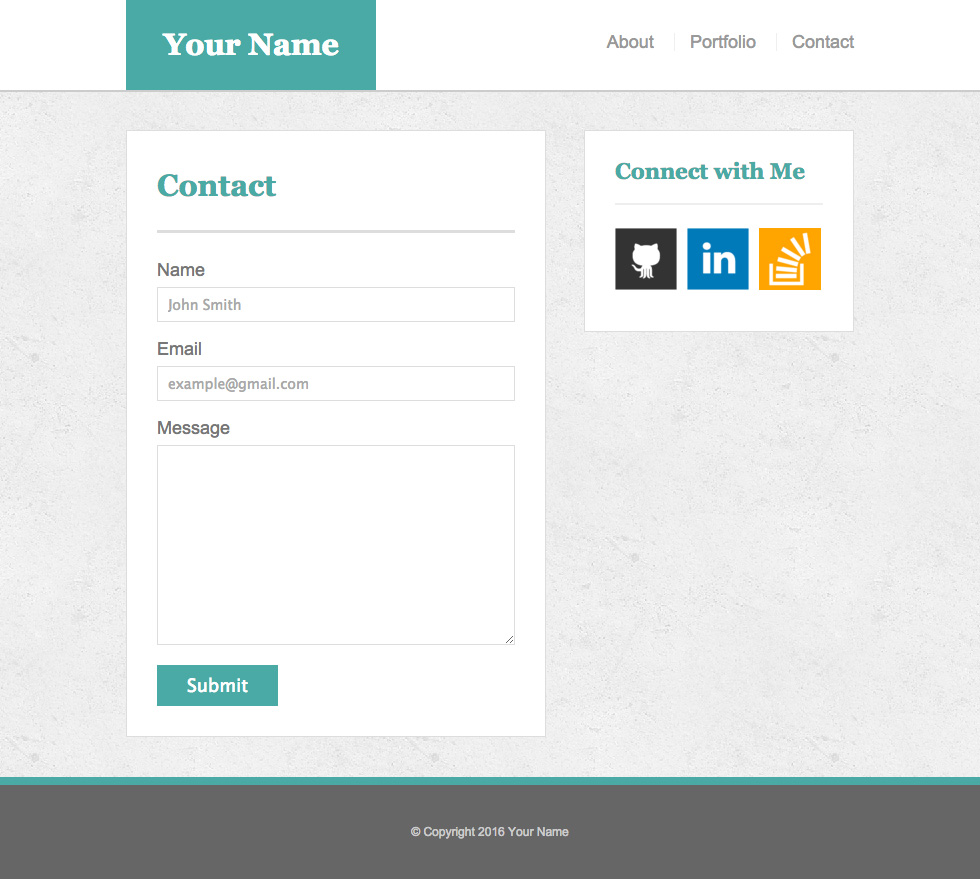 Your Name
About
Portfolio
Contact
Contact
Name
John Smith
Email
example@gmail.com
Message
Submit
Connect with Me
in
© Copyright 2016 Your Name